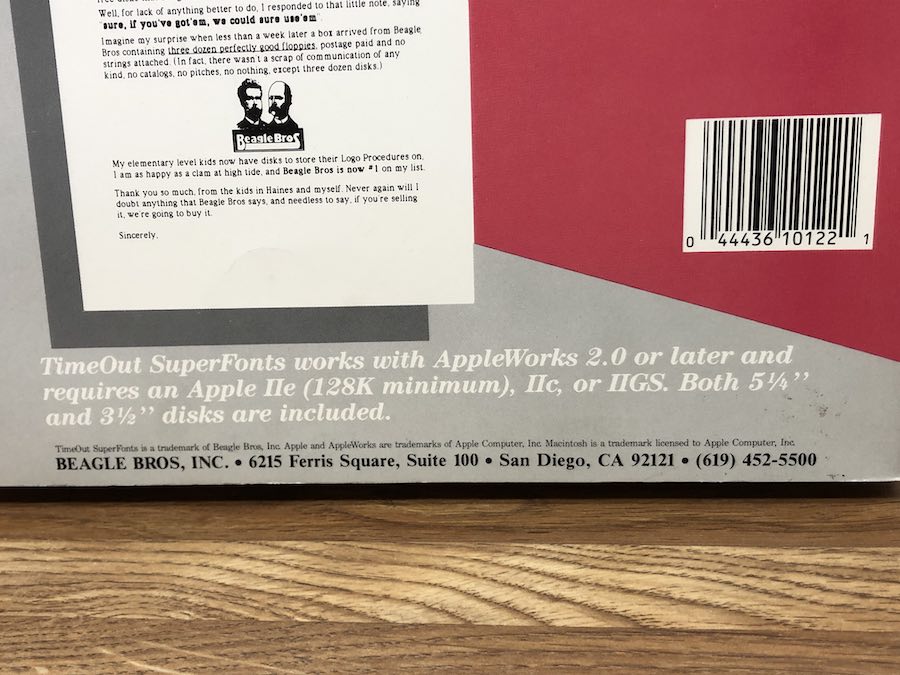 Well, for lack of anything better to do, I responded to that little note, saying
"sure, if you've got'em, we could sure use'em".
Imagine my surprise when less than a week later a box arrived from Beagle
Bros containing three dozen perfectly good floppies, postage paid and no
strings attached. (In fact, there wasn't a scrap of communication of any
kind, no catalogs, no pitches, no nothing, except three dozen disks.)
Beagle Bros
My elementary level kids now have disks to store their Logo Procedures on,
I am as happy as a clam at high tide, and Beagle Bros is now #1 on my list.
Thank you so much, from the kids in Haines and myself. Never again will I
doubt anything that Beagle Bros says, and needless to say, if you're selling
it, we're going to buy it.
Sincerely,
0 44436 10122 1
TimeOut SuperFonts works with AppleWorks 2.0 or later and
requires an Apple IIe (128K minimum), IIc, or IIGS. Both 5¼"
and 3½" disks are included.
TimeOut SuperFonts is a trademark of Beagle Bros, Inc. Apple and AppleWorks are trademarks of Apple Computer, Inc. Macintosh is a trademark licensed to Apple Computer, Inc.
BEAGLE BROS, INC. • 6215 Ferris Square, Suite 100 • San Diego, CA 92121 • (619) 452-5500